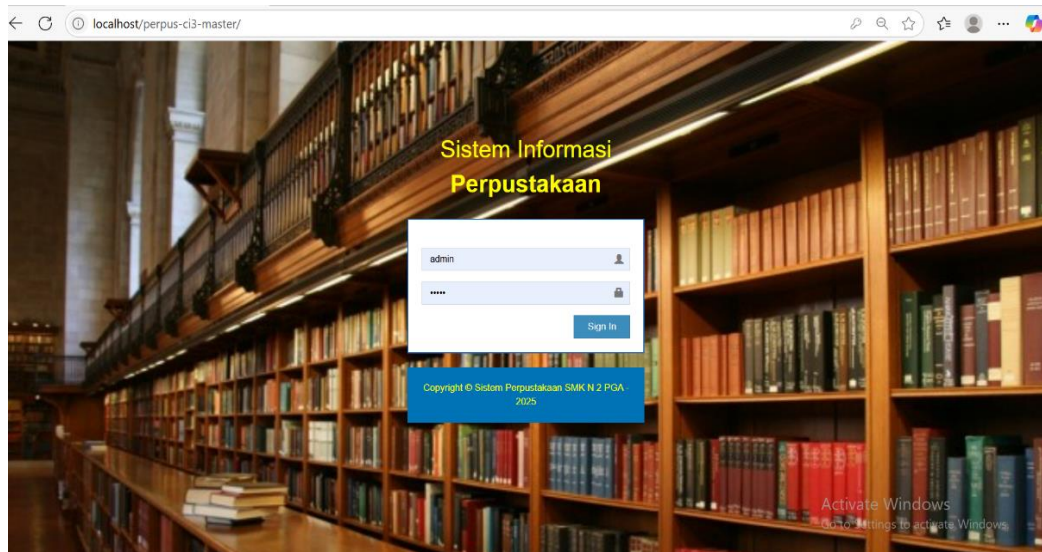 localhost/perpus-ci3-master/
Sistem Informasi
Perpustakaan
admin
•••••
Sign In
Copyright © Sistem Perpustakaan SMK N 2 PGA -
2025
Activate Windows
Go to Settings to activate Windows.